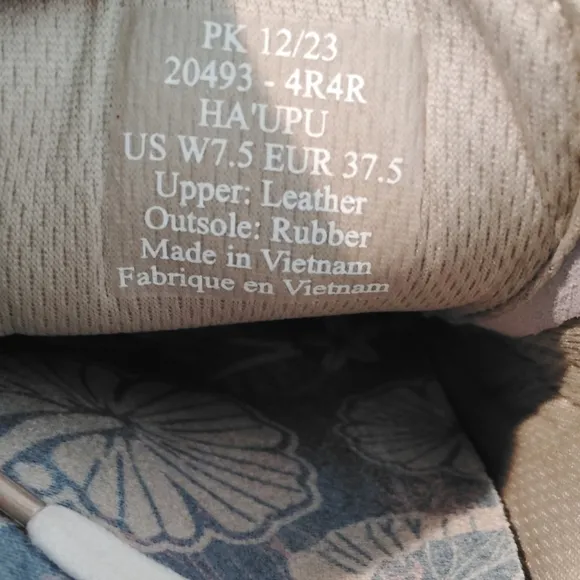 PK 12/23
20493 - 4R4R
HA'UPU
US W7.5 EUR 37.5
Upper: Leather
Outsole: Rubber
Made in Vietnam
Fabrique en Vietnam